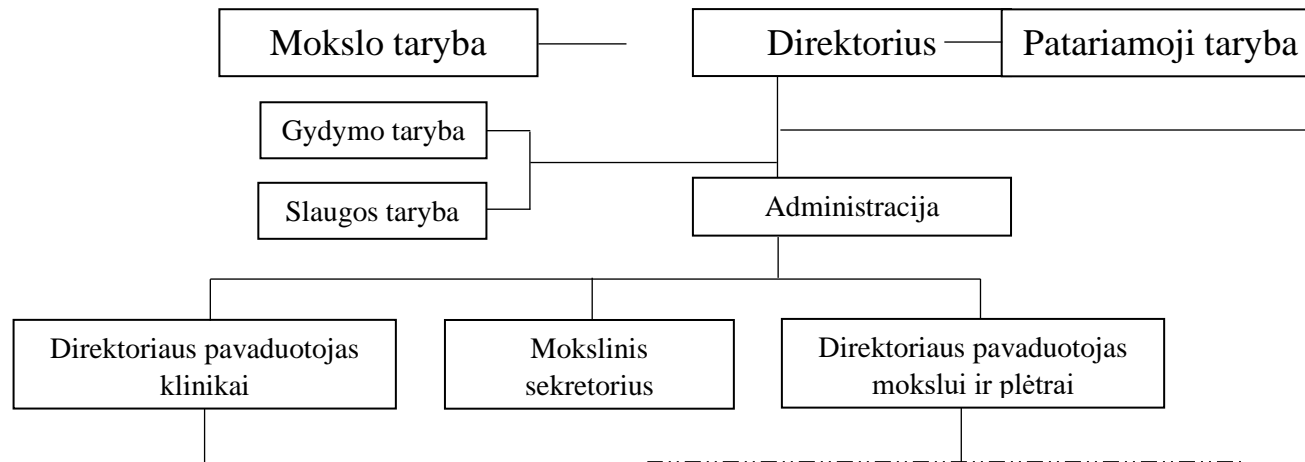 Mokslo taryba
Direktorius
Patariamoji taryba
Gydymo taryba
Slaugos taryba
Administracija
Direktoriaus pavaduotojas
klinikai
Mokslinis
sekretorius
Direktoriaus pavaduotojas
mokslui ir plėtrai